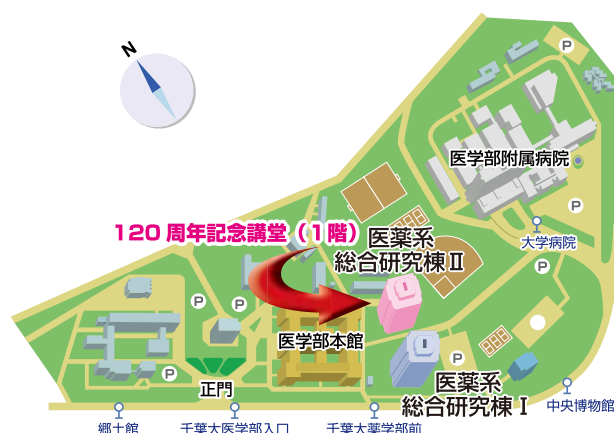 N
P
医学部附属病院
P
大学病院
120周年記念講堂（1階）
医薬系
総合研究棟Ⅱ
P
P
P
医学部本館
P
P
正門
医薬系
総合研究棟Ⅰ
中央博物館
郷土館
千葉大医学部入口
千葉大薬学部前